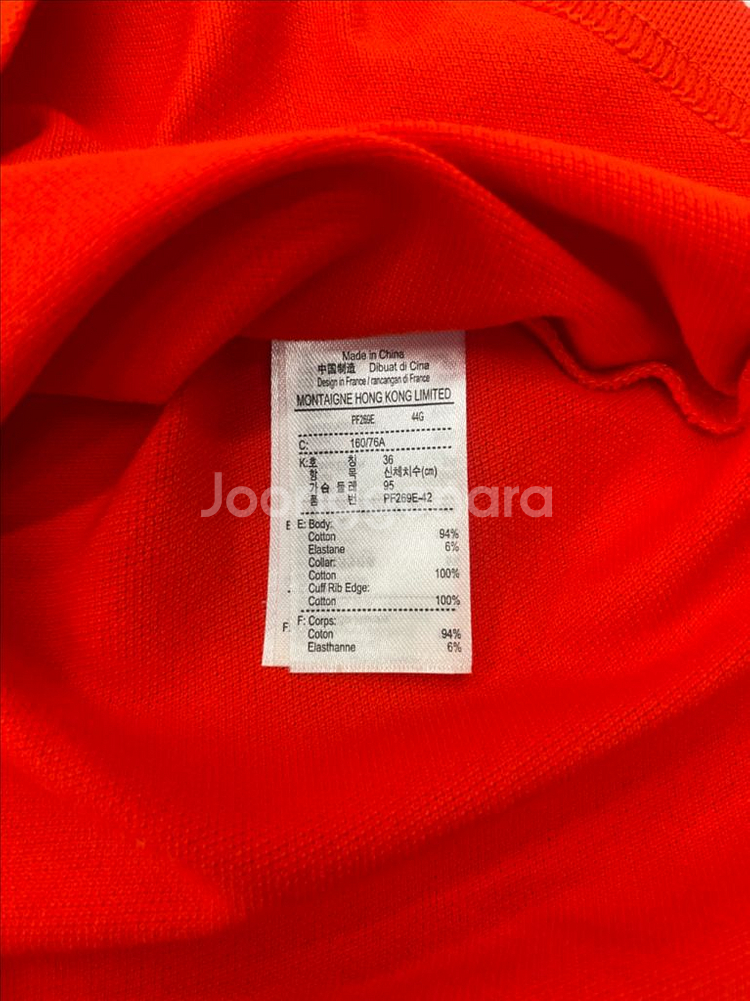 Made in China
中国制造 Dibuat di Cina
Design in France / rancangan di France
MONTAIGNE HONG KONG LIMITED
PF269E 44G
C: 160/76A
K: 호 칭 36
항 목 신체치수(cm)
가 슴 둘 레 95
품 번 PF269E-42
E: Body:
Cotton 94%
Elastane 6%
Collar:
Cotton 100%
Cuff Rib Edge:
Cotton 100%
F: Corps:
Coton 94%
Elasthanne 6%
E
F: